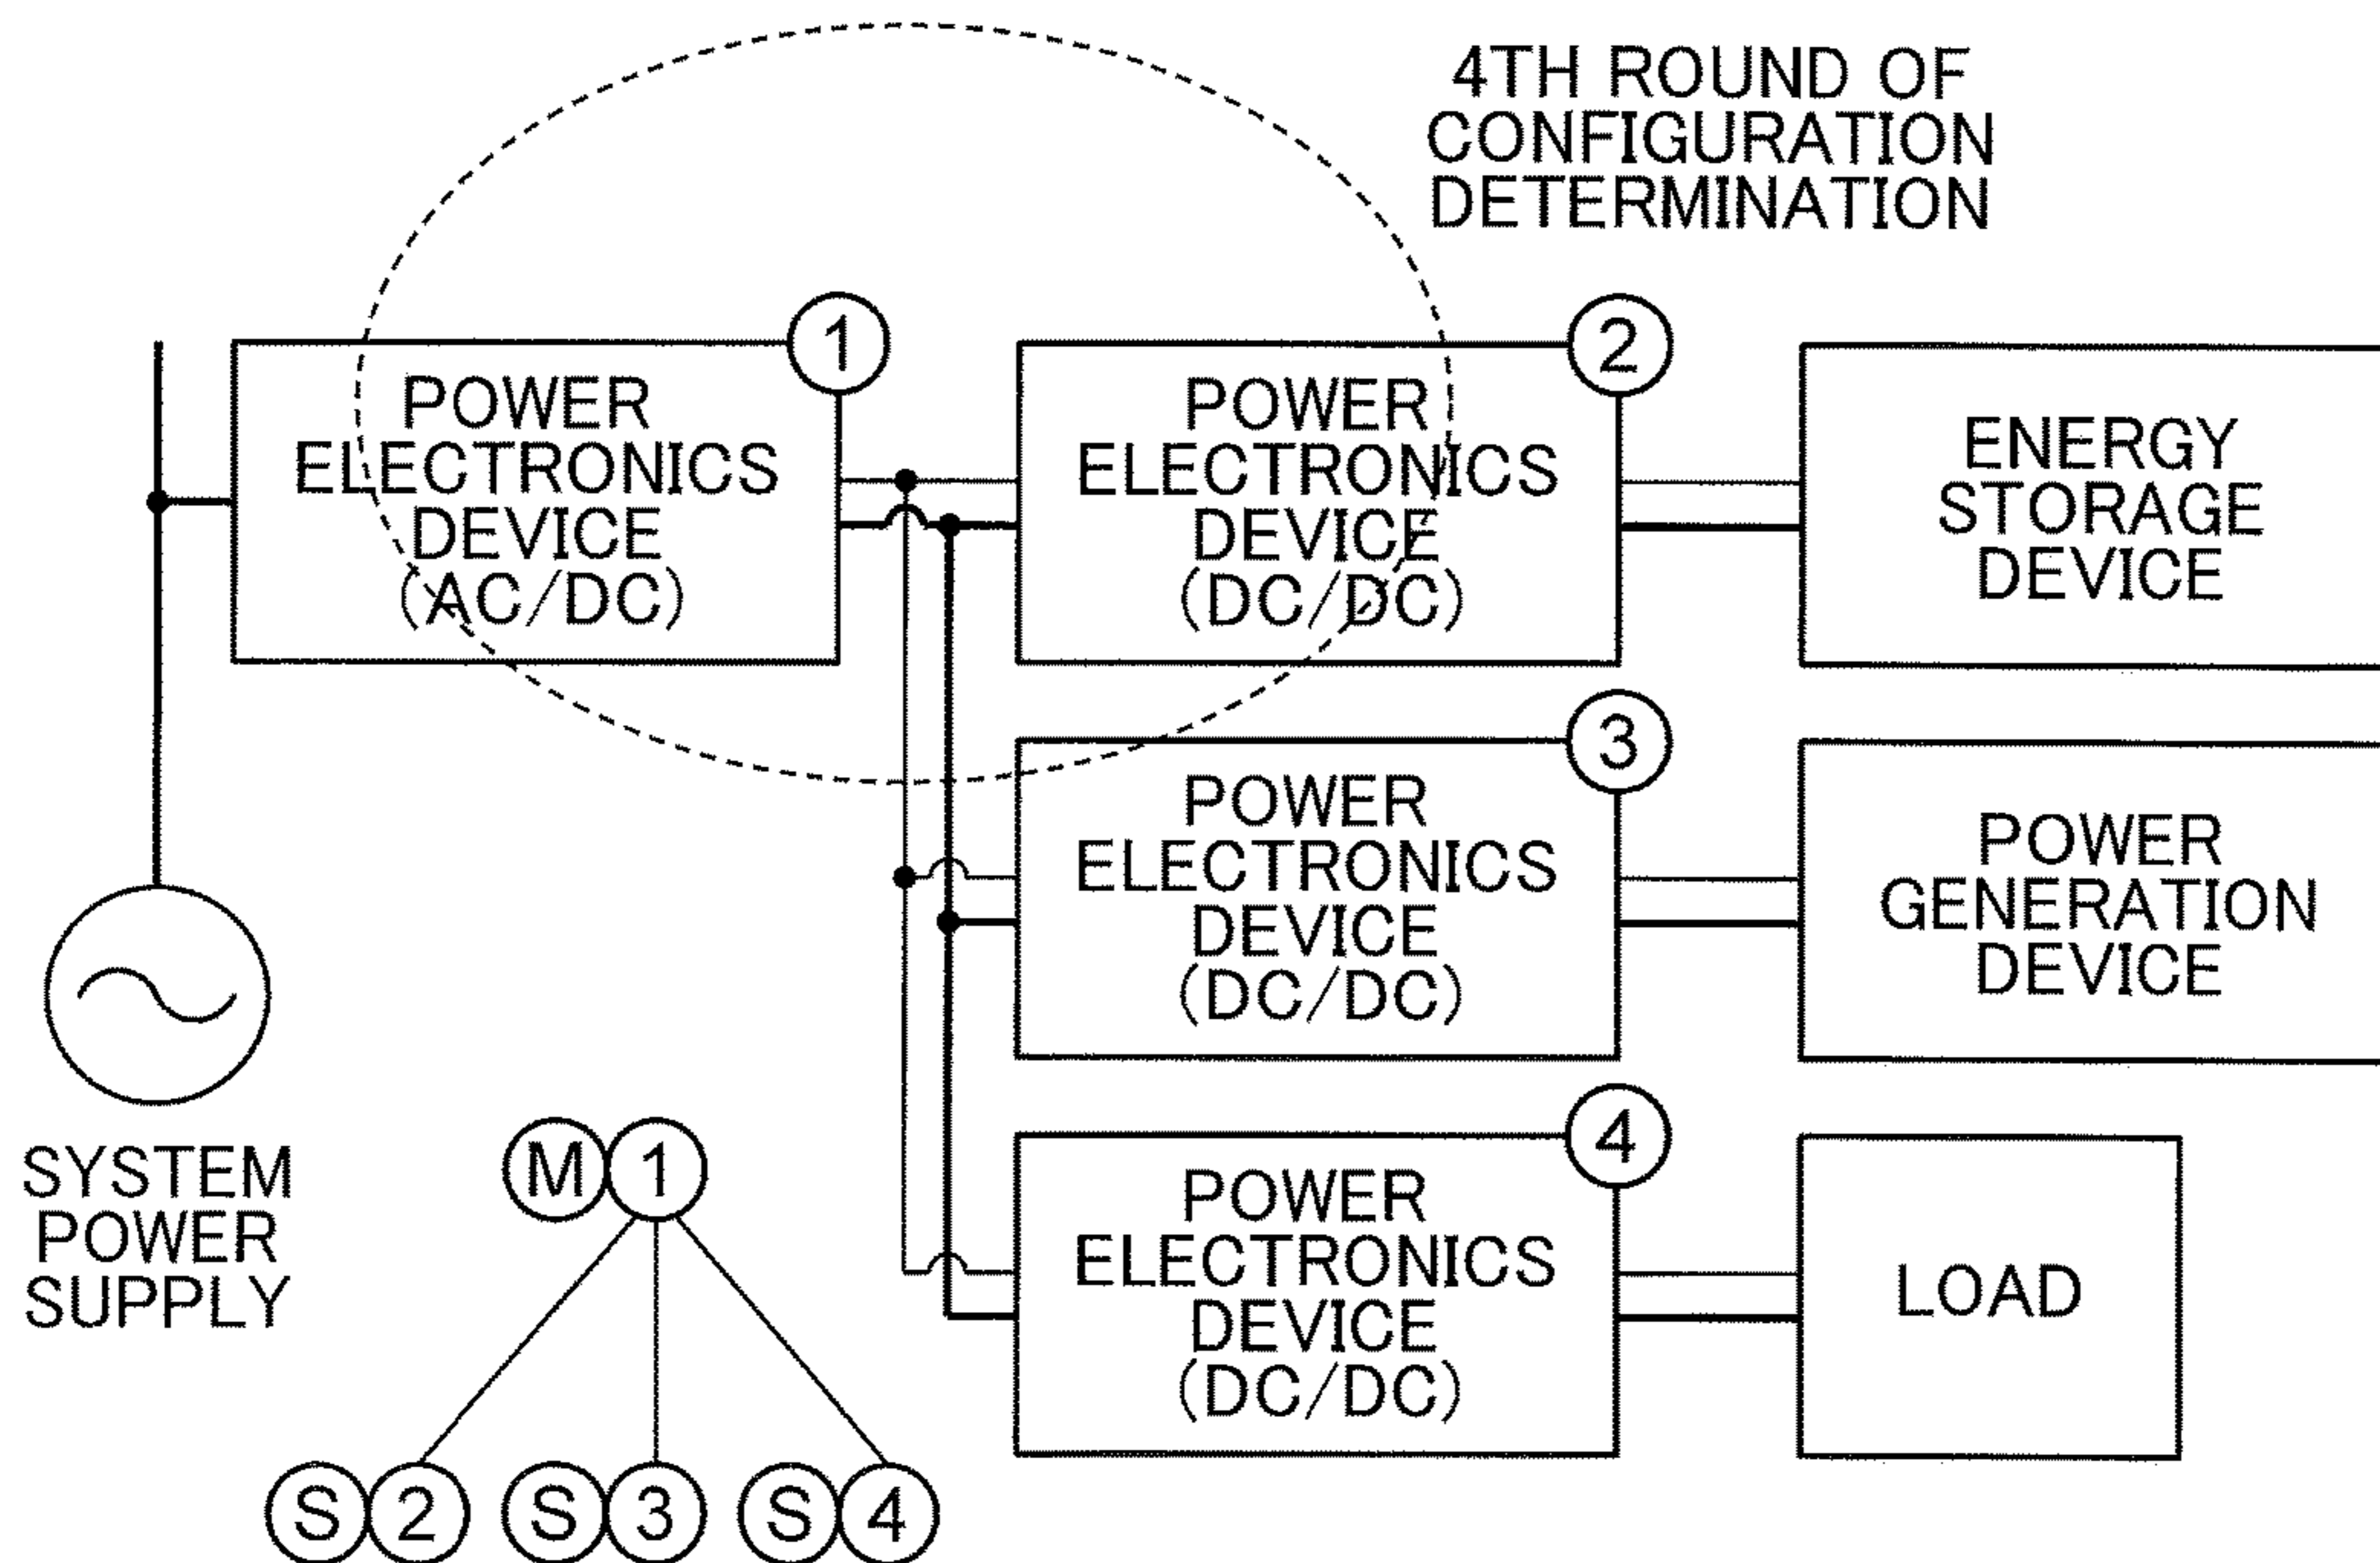 4TH ROUND OF
CONFIGURATION
DETERMINATION
1
POWER
ELECTRONICS
DEVICE
(AC/DC)
2
POWER
ELECTRONICS
DEVICE
(DC/DC)
ENERGY
STORAGE
DEVICE
3
POWER
ELECTRONICS
DEVICE
(DC/DC)
POWER
GENERATION
DEVICE
4
POWER
ELECTRONICS
DEVICE
(DC/DC)
LOAD
SYSTEM
POWER
SUPPLY
M 1
S 2 S 3 S 4